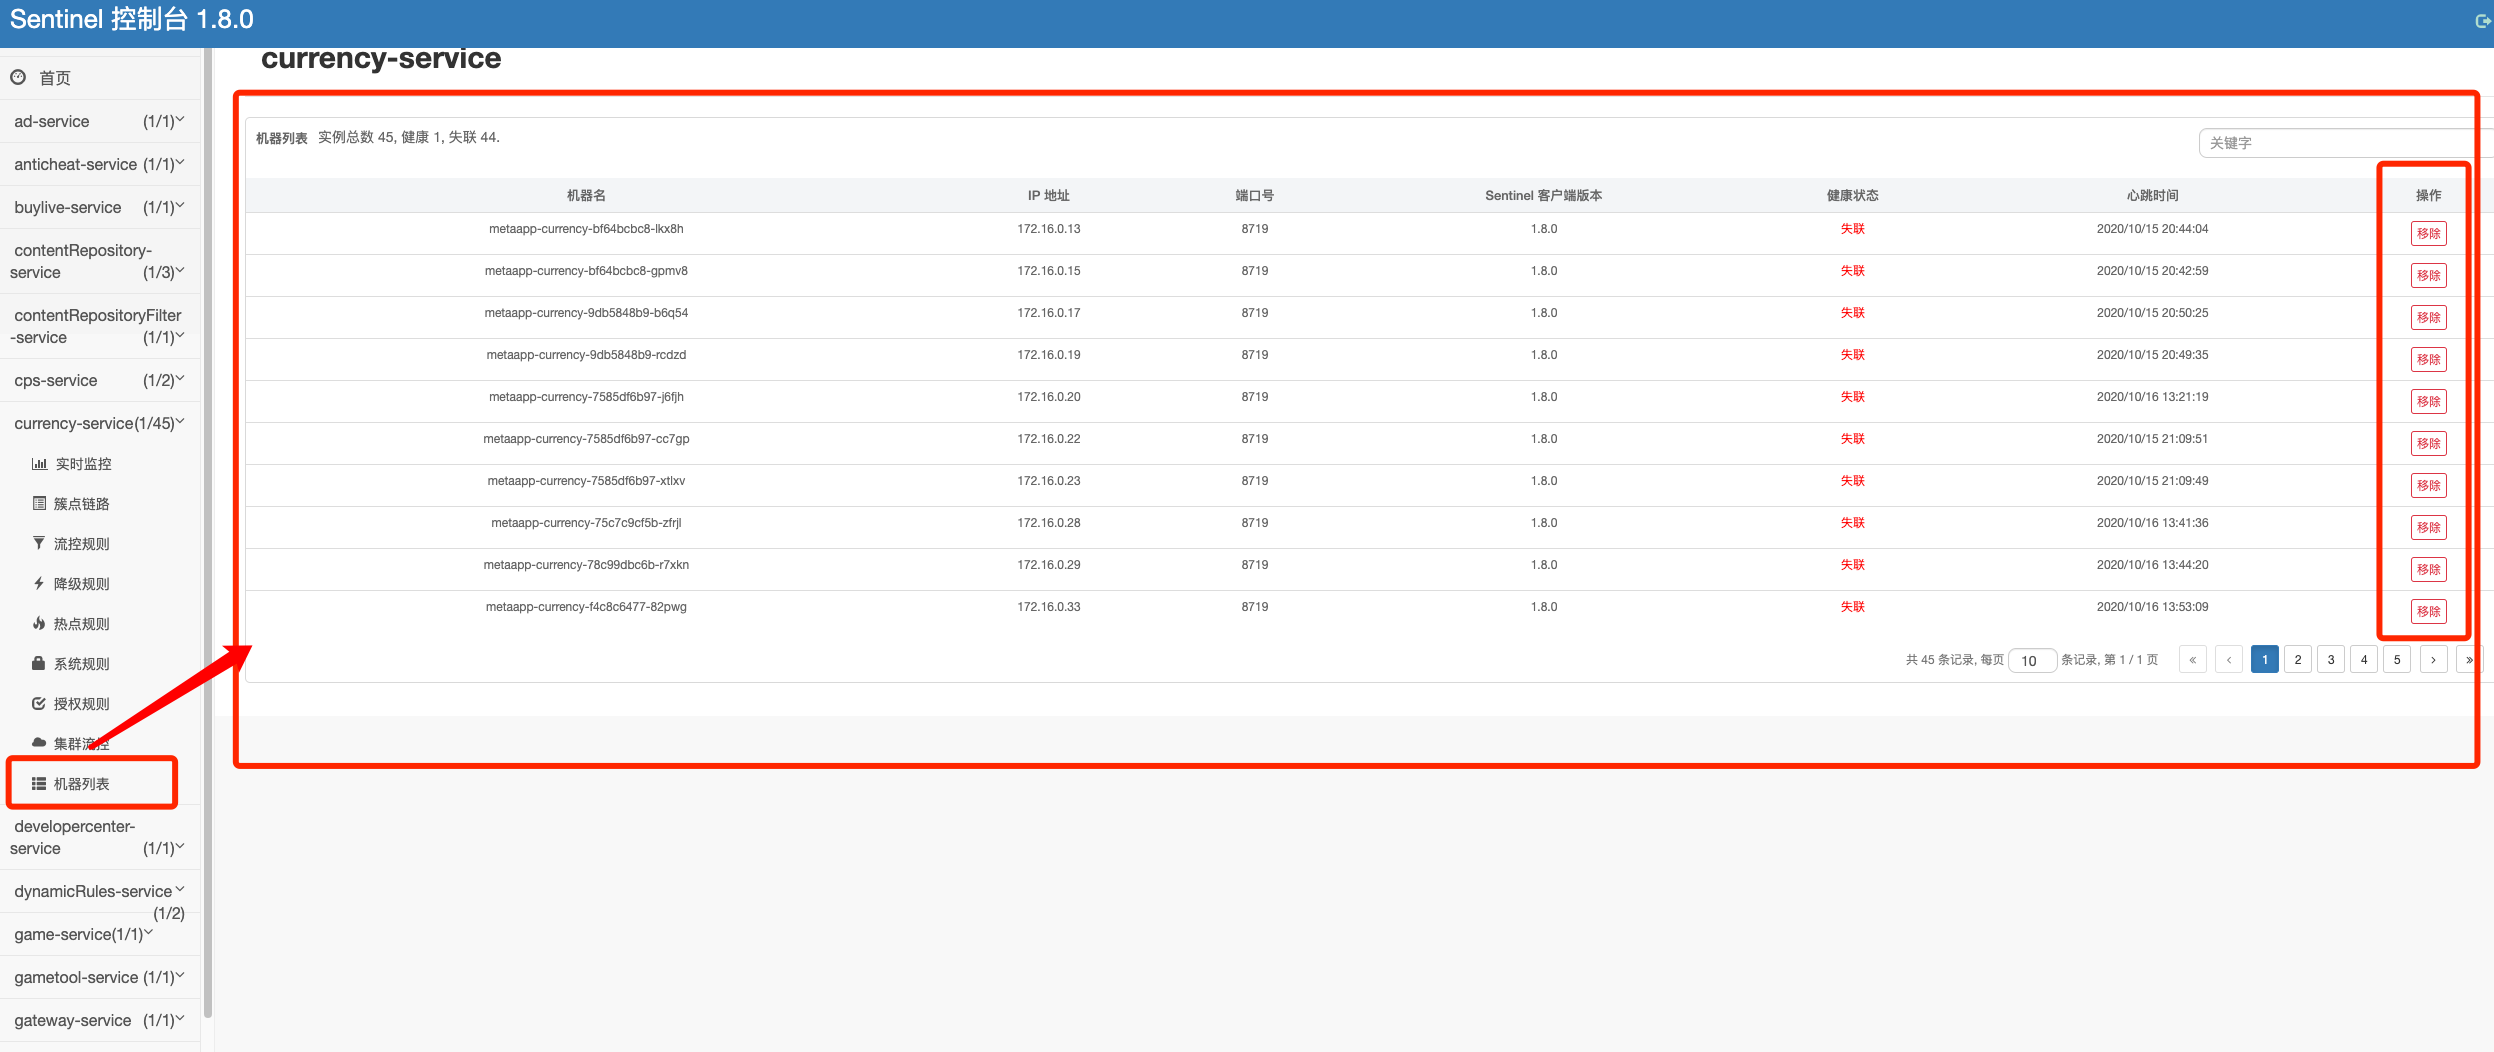 Sentinel 控制台 1.8.0
首页
ad-service (1/1)
anticheat-service (1/1)
buylive-service (1/1)
contentRepository-
service (1/3)
contentRepositoryFilter
-service (1/1)
cps-service (1/2)
currency-service(1/45)
实时监控
簇点链路
流控规则
降级规则
热点规则
系统规则
授权规则
集群流控
机器列表
developercenter-
service (1/1)
dynamicRules-service
(1/2)
game-service(1/1)
gametool-service (1/1)
gateway-service (1/1)
currency-service
机器列表 实例总数 45, 健康 1, 失联 44.
关键字
机器名 IP 地址 端口号 Sentinel 客户端版本 健康状态 心跳时间 操作
metaapp-currency-bf64bcbc8-lkx8h 172.16.0.13 8719 1.8.0 失联 2020/10/15 20:44:04 移除
metaapp-currency-bf64bcbc8-gpmv8 172.16.0.15 8719 1.8.0 失联 2020/10/15 20:42:59 移除
metaapp-currency-9db5848b9-b6q54 172.16.0.17 8719 1.8.0 失联 2020/10/15 20:50:25 移除
metaapp-currency-9db5848b9-rcdzd 172.16.0.19 8719 1.8.0 失联 2020/10/15 20:49:35 移除
metaapp-currency-7585df6b97-j6fjh 172.16.0.20 8719 1.8.0 失联 2020/10/16 13:21:19 移除
metaapp-currency-7585df6b97-cc7gp 172.16.0.22 8719 1.8.0 失联 2020/10/15 21:09:51 移除
metaapp-currency-7585df6b97-xtlxv 172.16.0.23 8719 1.8.0 失联 2020/10/15 21:09:49 移除
metaapp-currency-75c7c9cf5b-zfrjl 172.16.0.28 8719 1.8.0 失联 2020/10/16 13:41:36 移除
metaapp-currency-78c99dbc6b-r7xkn 172.16.0.29 8719 1.8.0 失联 2020/10/16 13:44:20 移除
metaapp-currency-f4c8c6477-82pwg 172.16.0.33 8719 1.8.0 失联 2020/10/16 13:53:09 移除
共 45 条记录, 每页 10 条记录, 第 1 / 1 页 « ‹ 1 2 3 4 5 › »